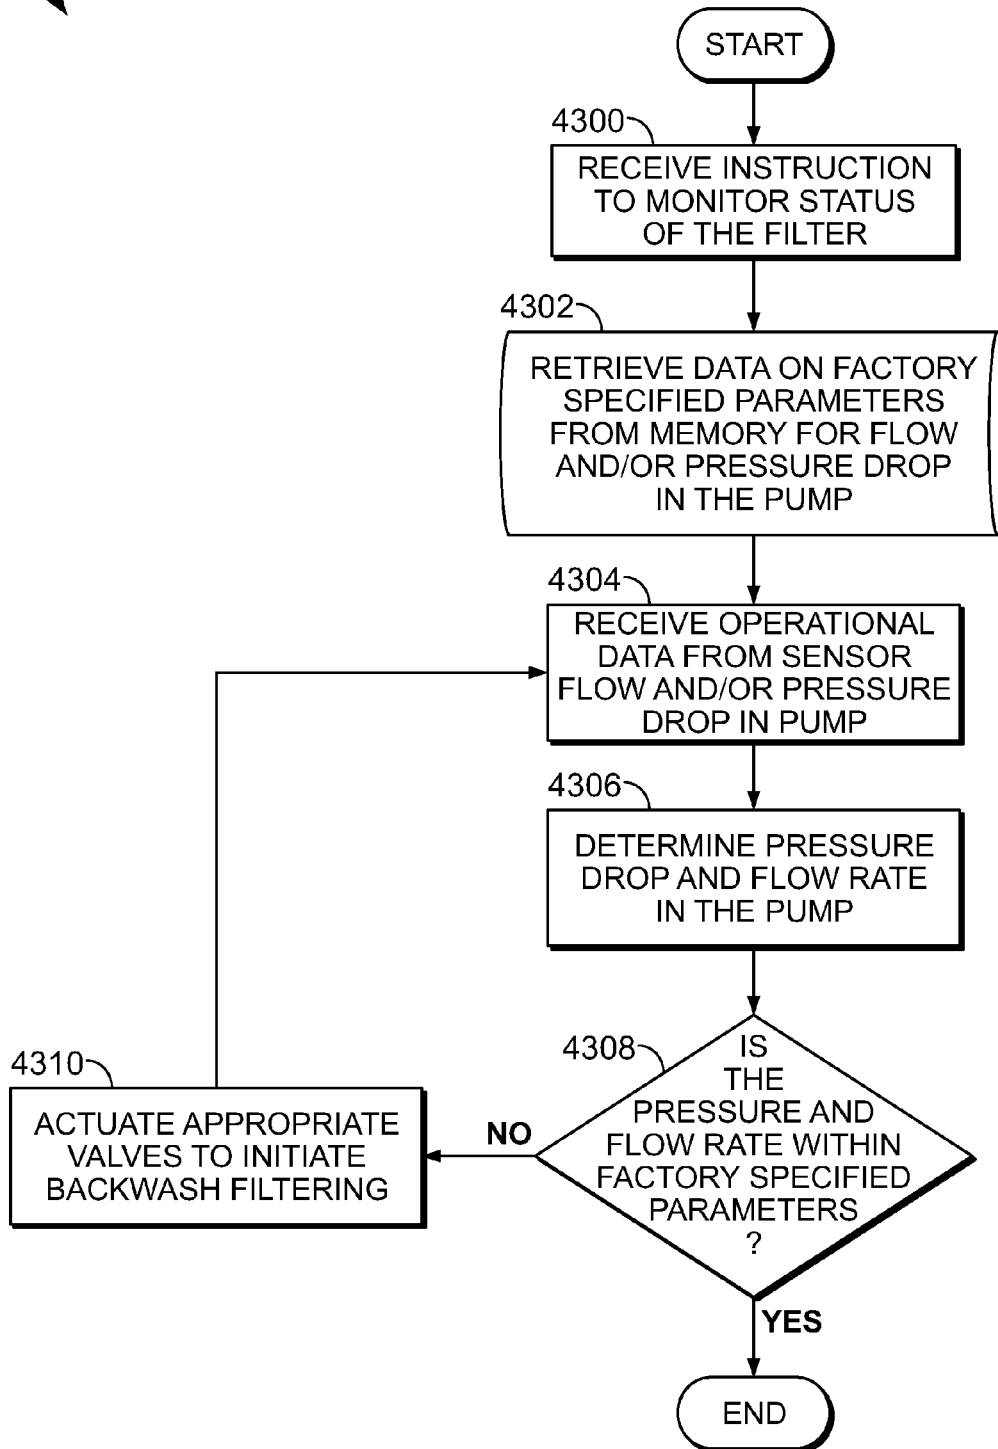 START
4300
RECEIVE INSTRUCTION
TO MONITOR STATUS
OF THE FILTER
4302
RETRIEVE DATA ON FACTORY
SPECIFIED PARAMETERS
FROM MEMORY FOR FLOW
AND/OR PRESSURE DROP
IN THE PUMP
4304
RECEIVE OPERATIONAL
DATA FROM SENSOR
FLOW AND/OR PRESSURE
DROP IN PUMP
4306
DETERMINE PRESSURE
DROP AND FLOW RATE
IN THE PUMP
4308
IS
THE
PRESSURE AND
FLOW RATE WITHIN
FACTORY SPECIFIED
PARAMETERS
?
NO
4310
ACTUATE APPROPRIATE
VALVES TO INITIATE
BACKWASH FILTERING
YES
END